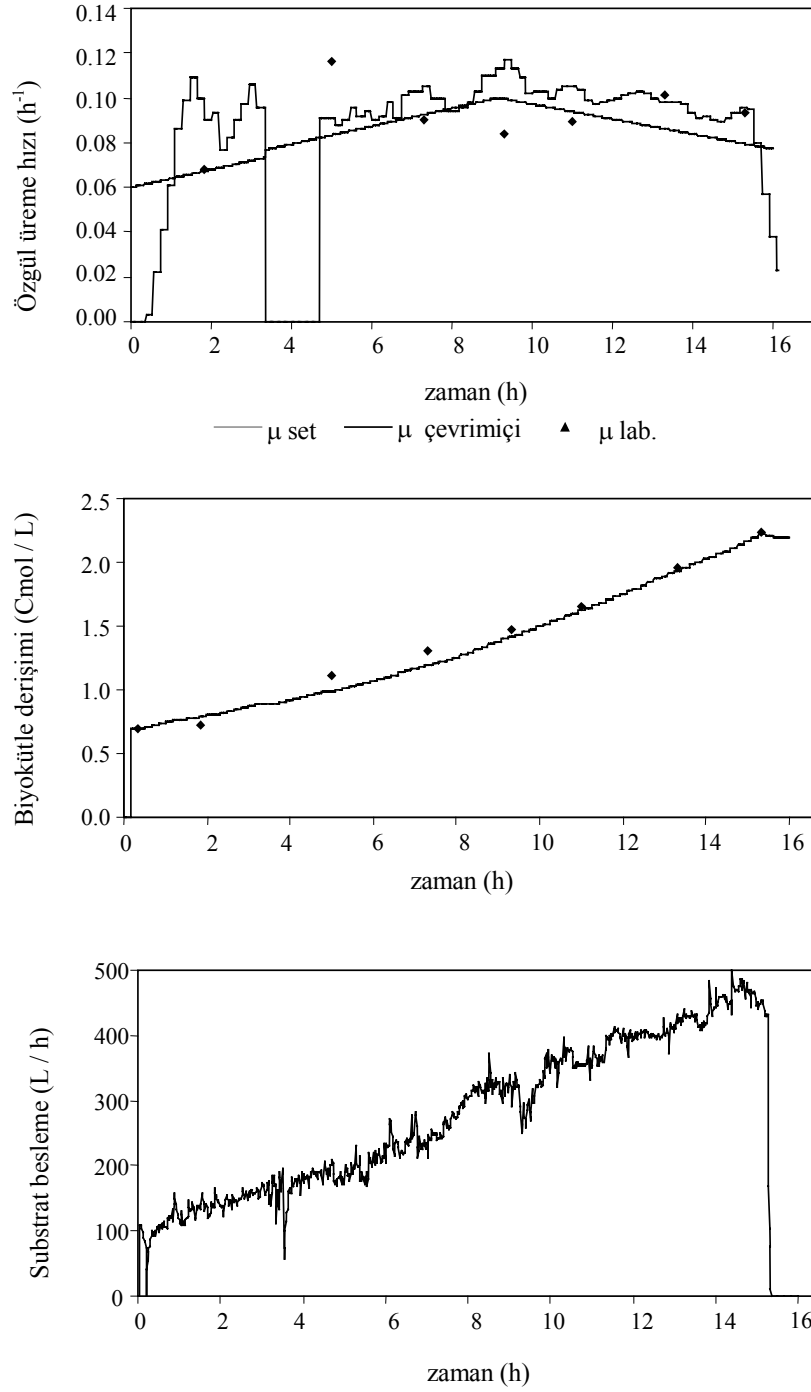 Özgül üreme hızı (h⁻¹)
0.14
0.12
0.10
0.08
0.06
0.04
0.02
0.00
0 2 4 6 8 10 12 14 16
zaman (h)
μ set μ çevrimiçi μ lab.
Biyokütle derişimi (Cmol / L)
2.5
2.0
1.5
1.0
0.5
0.0
0 2 4 6 8 10 12 14 16
zaman (h)
Substrat besleme (L / h)
500
400
300
200
100
0
0 2 4 6 8 10 12 14 16
zaman (h)